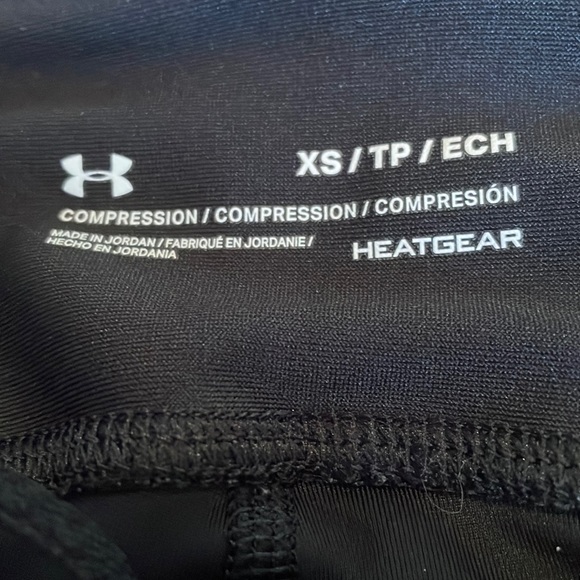 XS / TP / ECH
COMPRESSION / COMPRESSION / COMPRESIÓN
MADE IN JORDAN / FABRIQUÉ EN JORDANIE /
HECHO EN JORDANIA
HEATGEAR